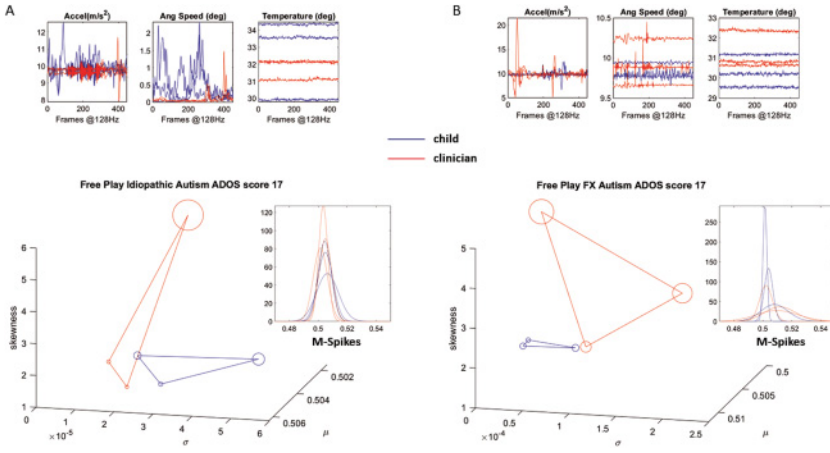 A
B
Accel(m/s²)
Ang Speed (deg)
Temperature (deg)
Accel(m/s²)
Ang Speed (deg)
Temperature (deg)
12
11
10
9
8
0 200 400
2
1.5
1
0.5
0
0 200 400
34
33
32
31
30
0 200 400
Frames @128Hz
Frames @128Hz
Frames @128Hz
20
15
10
5
0 200 400
10.5
10
9.5
0 200 400
33
32
31
30
29
0 200 400
Frames @128Hz
Frames @128Hz
Frames @128Hz
child
clinician
Free Play Idiopathic Autism ADOS score 17
Free Play FX Autism ADOS score 17
skewness
6
5
4
3
2
1
0 1 2 3 4 5 6
×10⁻⁵
σ
0.502
0.504
0.506
μ
120
100
80
60
40
20
0
0.48 0.5 0.52 0.54
M-Spikes
skewness
6
5
4
3
2
1
0 0.5 1 1.5 2 2.5
×10⁻⁴
σ
0.5
0.505
0.51
μ
250
200
150
100
50
0
0.48 0.5 0.52 0.54
M-Spikes